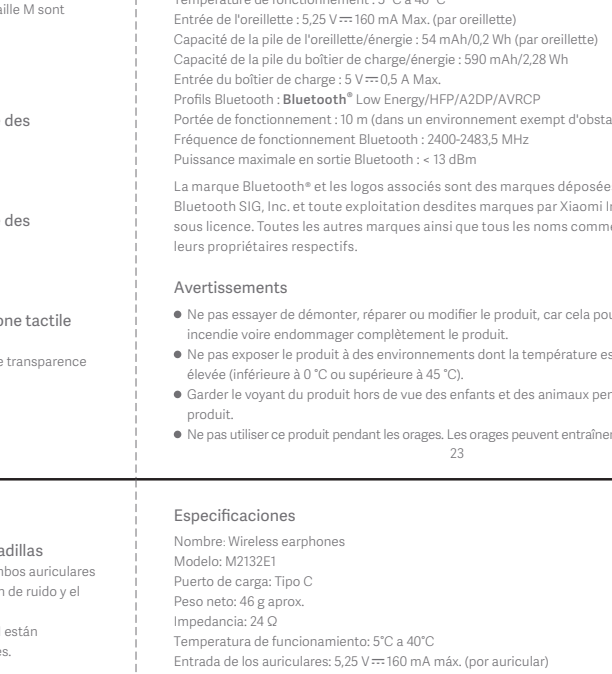 aille M sont
des
des
one tactile
e transparence
Entrée de l'oreillette : 5,25 V⎓160 mA Max. (par oreillette)
Capacité de la pile de l'oreillette/énergie : 54 mAh/0,2 Wh (par oreillette)
Capacité de la pile du boîtier de charge/énergie : 590 mAh/2,28 Wh
Entrée du boîtier de charge : 5 V⎓0,5 A Max.
Profils Bluetooth : Bluetooth® Low Energy/HFP/A2DP/AVRCP
Portée de fonctionnement : 10 m (dans un environnement exempt d'obsta
Fréquence de fonctionnement Bluetooth : 2400-2483,5 MHz
Puissance maximale en sortie Bluetooth : < 13 dBm
La marque Bluetooth® et les logos associés sont des marques déposée
Bluetooth SIG, Inc. et toute exploitation desdites marques par Xiaomi I
sous licence. Toutes les autres marques ainsi que tous les noms comme
leurs propriétaires respectifs.
Avertissements
● Ne pas essayer de démonter, réparer ou modifier le produit, car cela pou
incendie voire endommager complètement le produit.
● Ne pas exposer le produit à des environnements dont la température es
élevée (inférieure à 0 °C ou supérieure à 45 °C).
● Garder le voyant du produit hors de vue des enfants et des animaux pen
produit.
● Ne pas utiliser ce produit pendant les orages. Les orages peuvent entraîner
23
adillas
mbos auriculares
n de ruido y el
están
es.
Especificaciones
Nombre: Wireless earphones
Modelo: M2132E1
Puerto de carga: Tipo C
Peso neto: 46 g aprox.
Impedancia: 24 Ω
Temperatura de funcionamiento: 5°C a 40°C
Entrada de los auriculares: 5,25 V⎓160 mA máx. (por auricular)